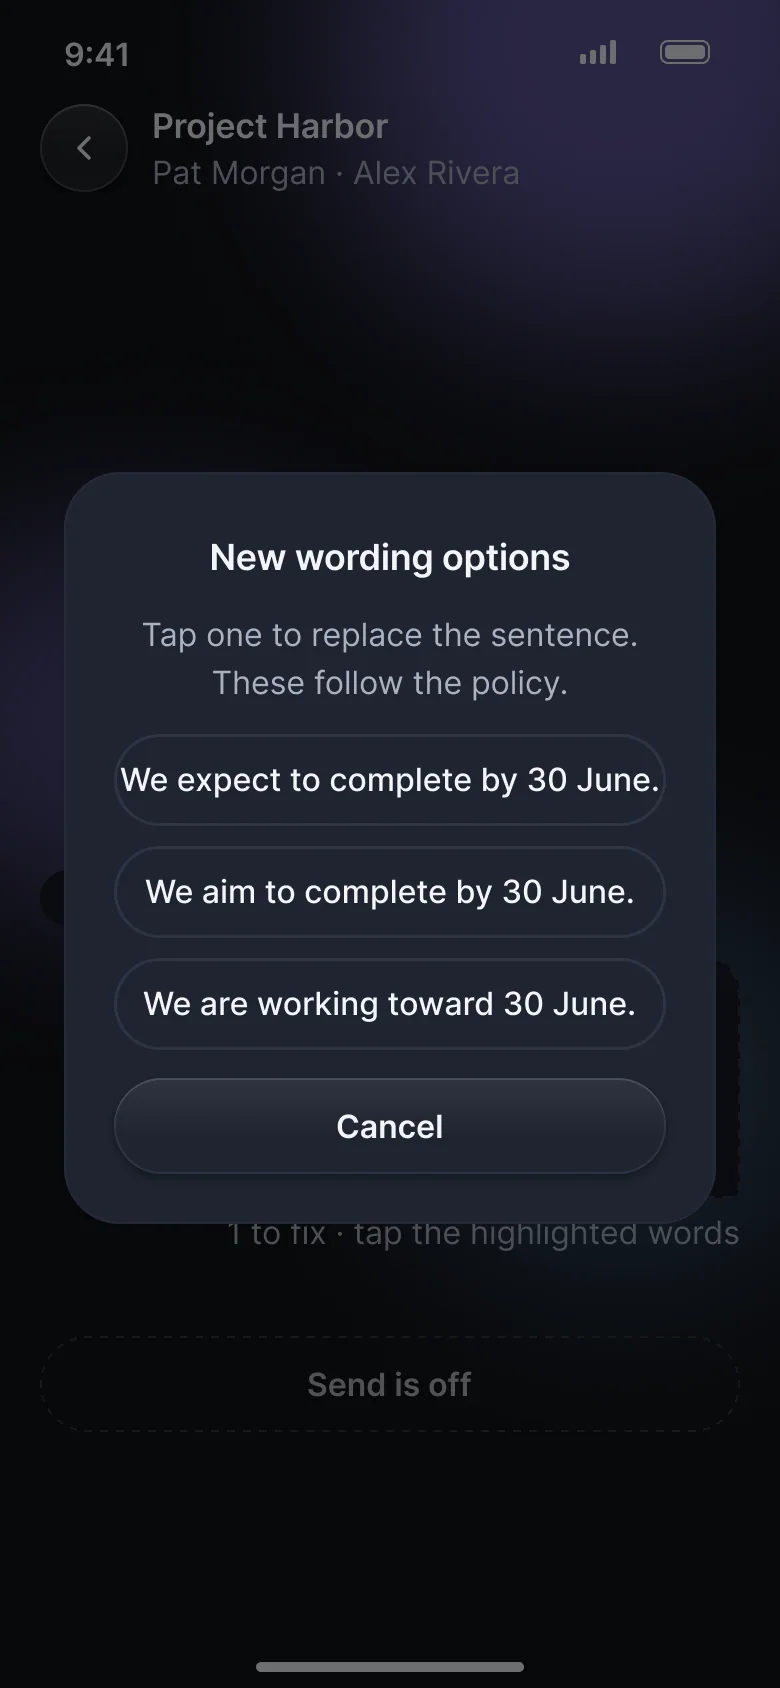 9:41
Project Harbor
Pat Morgan · Alex Rivera
New wording options
Tap one to replace the sentence.
These follow the policy.
We expect to complete by 30 June.
We aim to complete by 30 June.
We are working toward 30 June.
Cancel
1 to fix · tap the highlighted words
Send is off